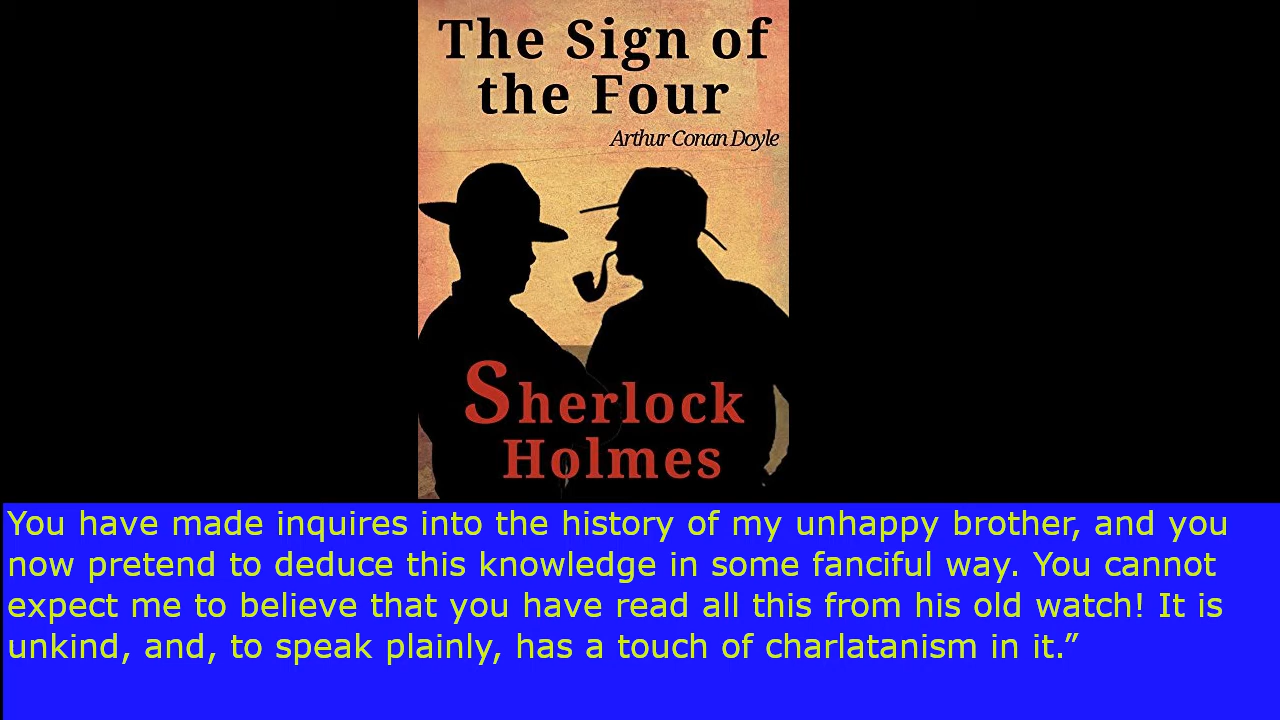 The Sign of
the Four
Arthur Conan Doyle
Sherlock
Holmes
You have made inquires into the history of my unhappy brother, and you
now pretend to deduce this knowledge in some fanciful way. You cannot
expect me to believe that you have read all this from his old watch! It is
unkind, and, to speak plainly, has a touch of charlatanism in it.”